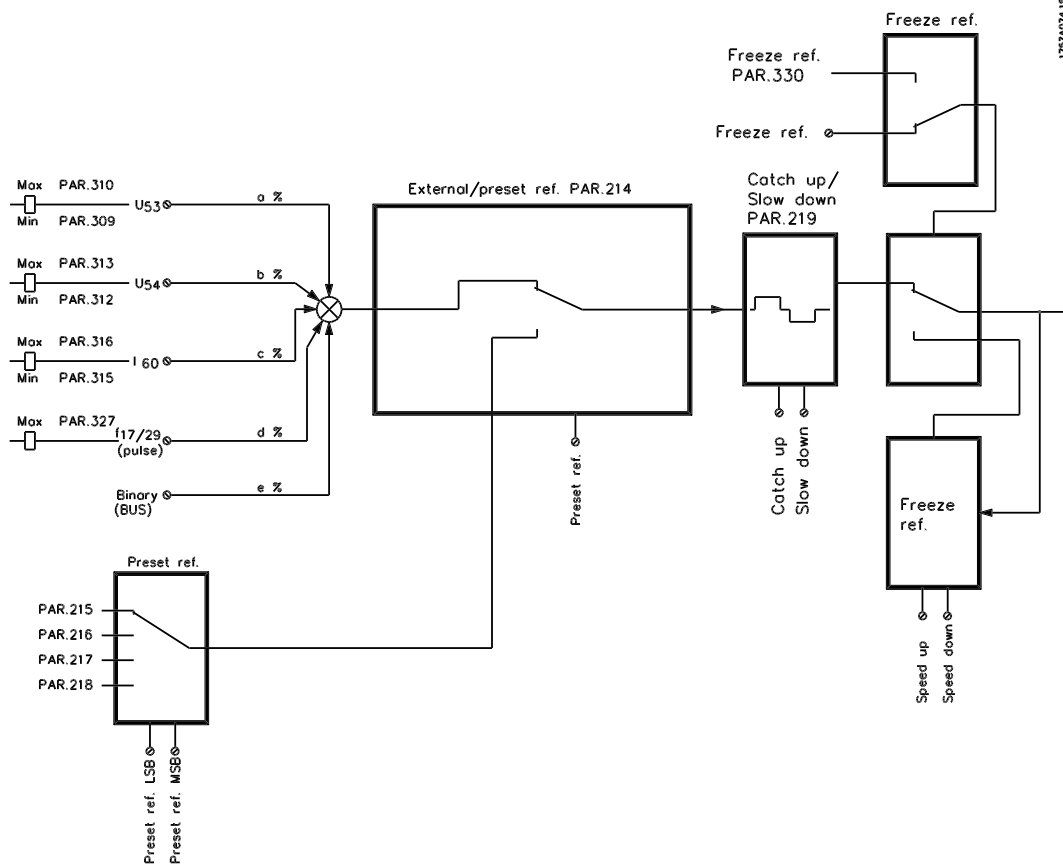 Freeze ref.
Freeze ref.
PAR.330
Freeze ref.
Max PAR.310
Min PAR.309
U53
a %
Max PAR.313
Min PAR.312
U54
b %
Max PAR.316
Min PAR.315
I 60
c %
Max PAR.327
f17/29
(pulse)
d %
Binary
(BUS)
e %
External/preset ref. PAR.214
Preset ref.
Catch up/
Slow down
PAR.219
Catch up
Slow down
Freeze
ref.
Speed up
Speed down
Preset ref.
PAR.215
PAR.216
PAR.217
PAR.218
Preset ref. LSB
Preset ref. MSB